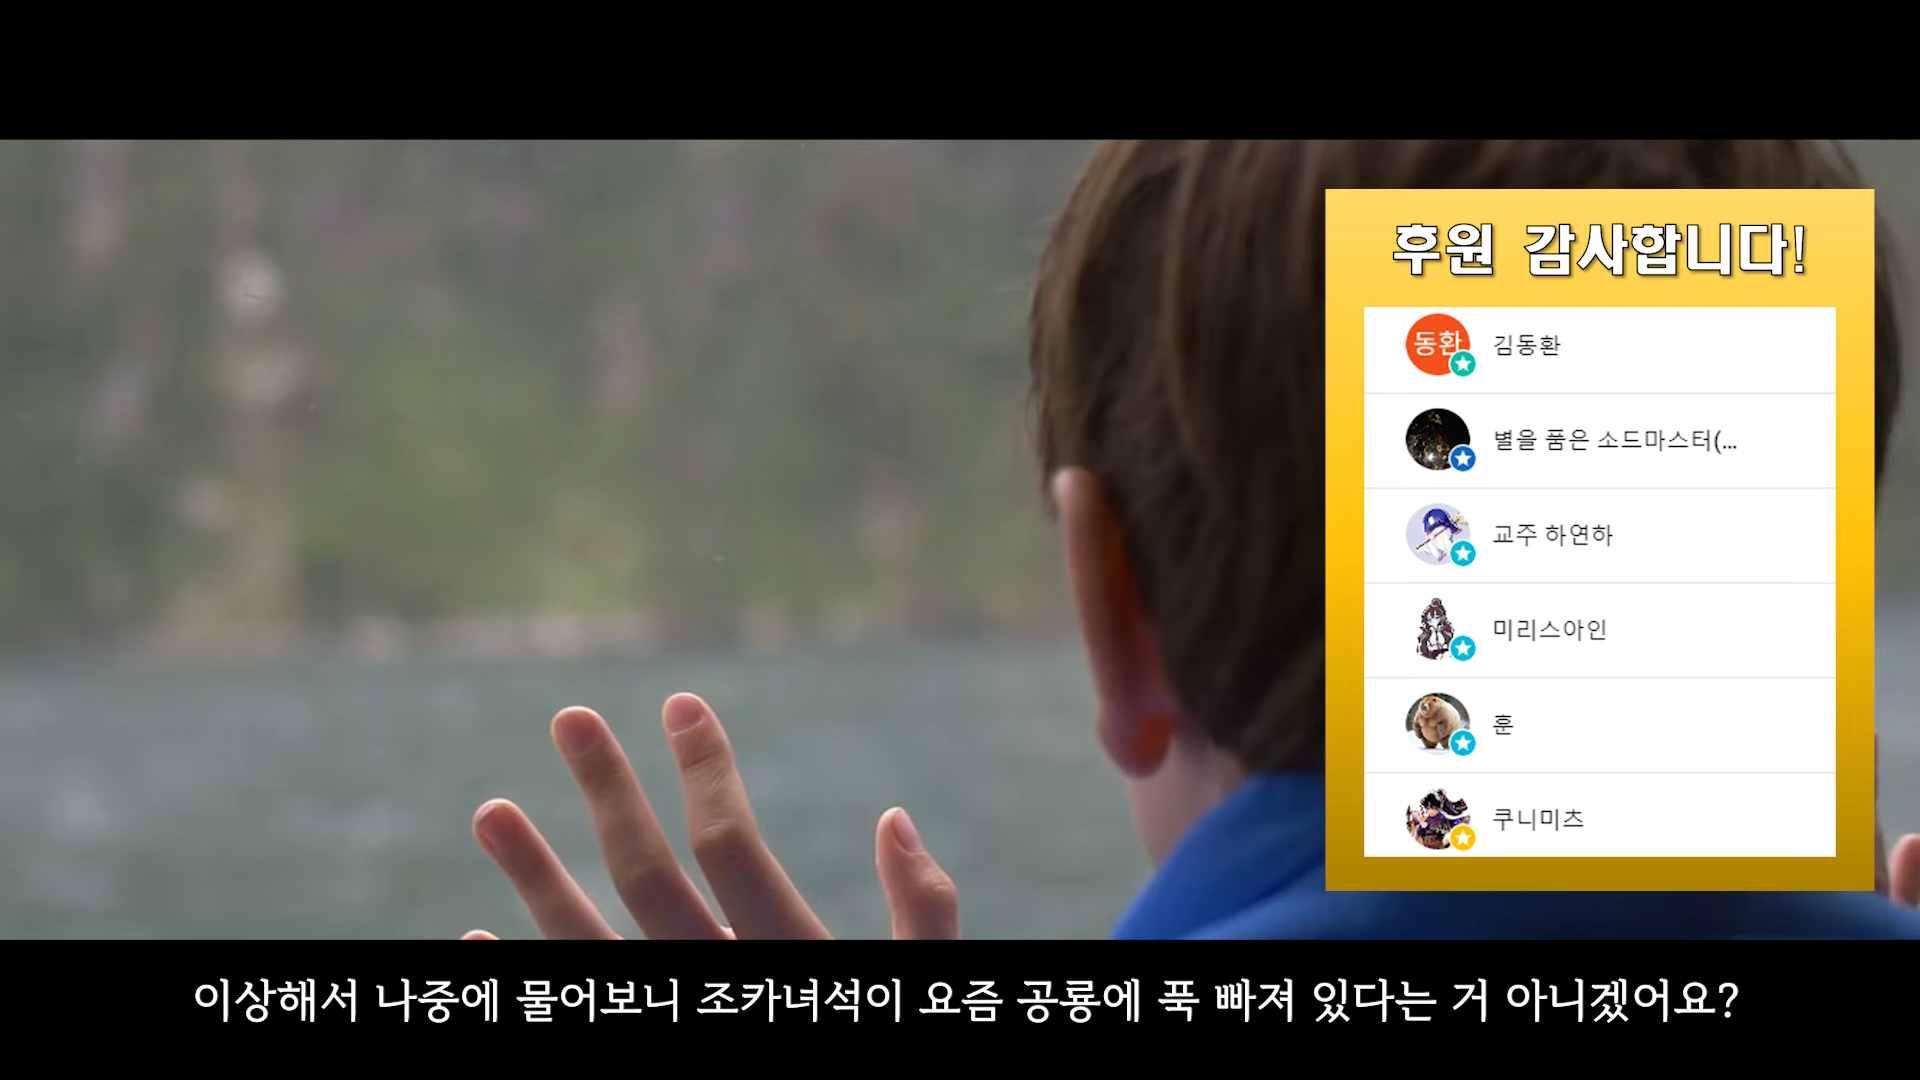 후원 감사합니다!
동환
김동환
별을 품은 소드마스터(...
교주 하연하
미리스아인
훈
쿠니미츠
이상해서 나중에 물어보니 조카녀석이 요즘 공룡에 푹 빠져 있다는 거 아니겠어요?